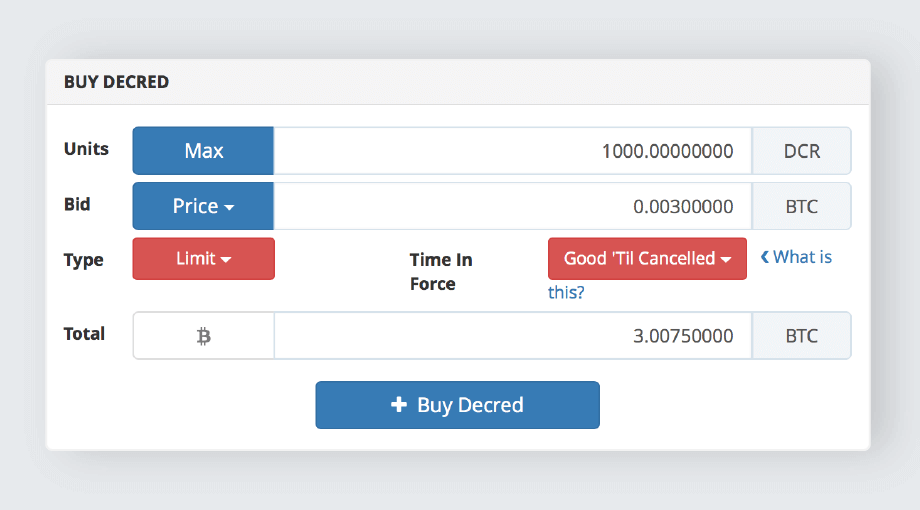 BUY DECRED
Units Max 1000.00000000 DCR
Bid Price 0.00300000 BTC
Type Limit Time In Force Good 'Til Cancelled What is this?
Total ₿ 3.00750000 BTC
Buy Decred